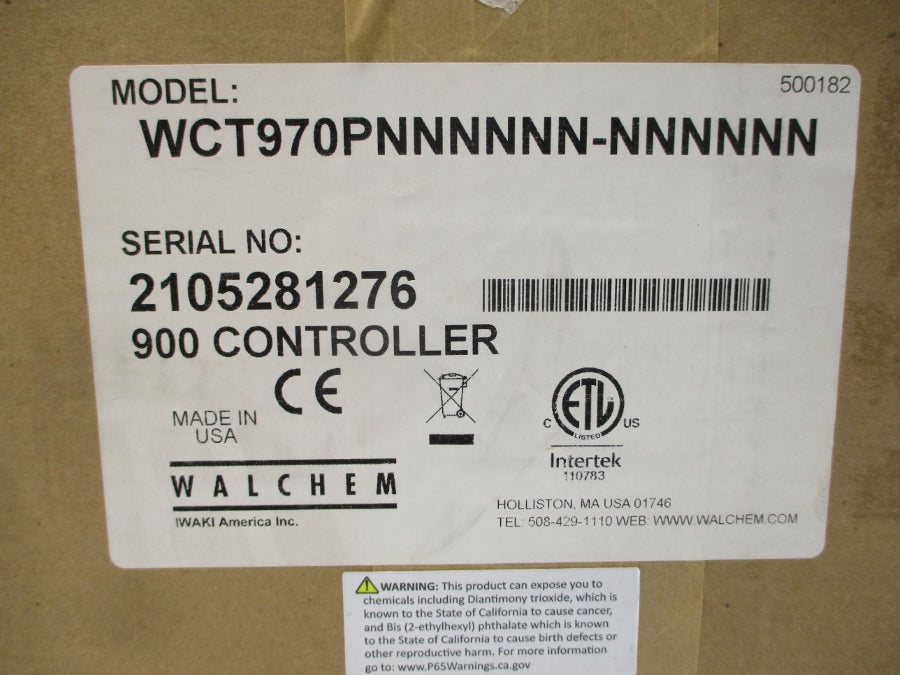 MODEL:
500182
WCT970PNNNNNN-NNNNNN
SERIAL NO:
2105281276
900 CONTROLLER
CE
MADE IN
USA
C ETL US
LISTED
Intertek
110783
WALCHEM
IWAKI America Inc.
HOLLISTON, MA USA 01746
TEL: 508-429-1110 WEB: WWW.WALCHEM.COM
WARNING: This product can expose you to
chemicals including Diantimony trioxide, which is
known to the State of California to cause cancer,
and Bis (2-ethylhexyl) phthalate which is known
to the State of California to cause birth defects or
other reproductive harm. For more information
go to: www.P65Warnings.ca.gov